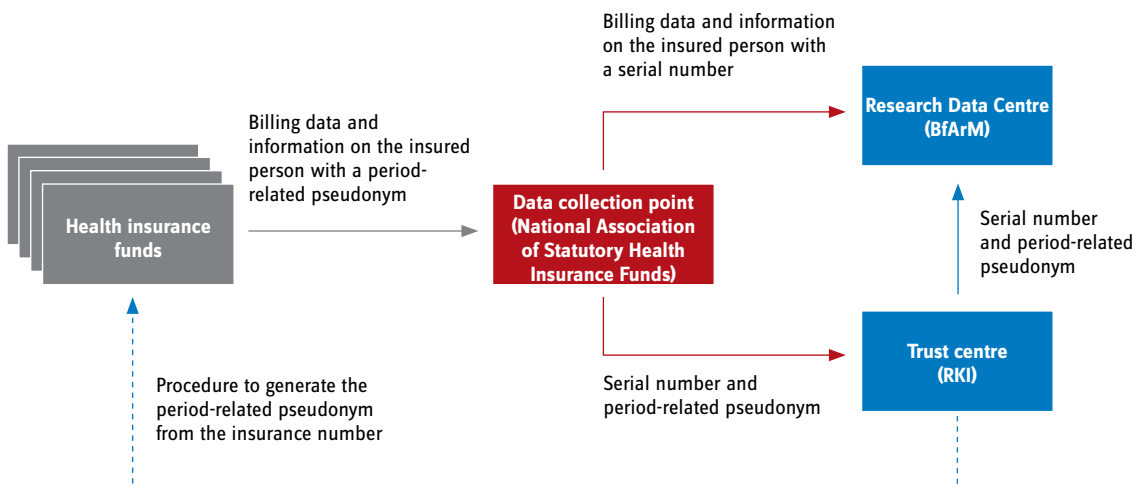 Billing data and information
on the insured person with
a serial number
Research Data Centre
(BfArM)
Billing data and
information on the insured
person with a period-
related pseudonym
Health insurance
funds
Data collection point
(National Association
of Statutory Health
Insurance Funds)
Serial number
and period-related
pseudonym
Trust centre
(RKI)
Serial number and
period-related pseudonym
Procedure to generate the
period-related pseudonym
from the insurance number